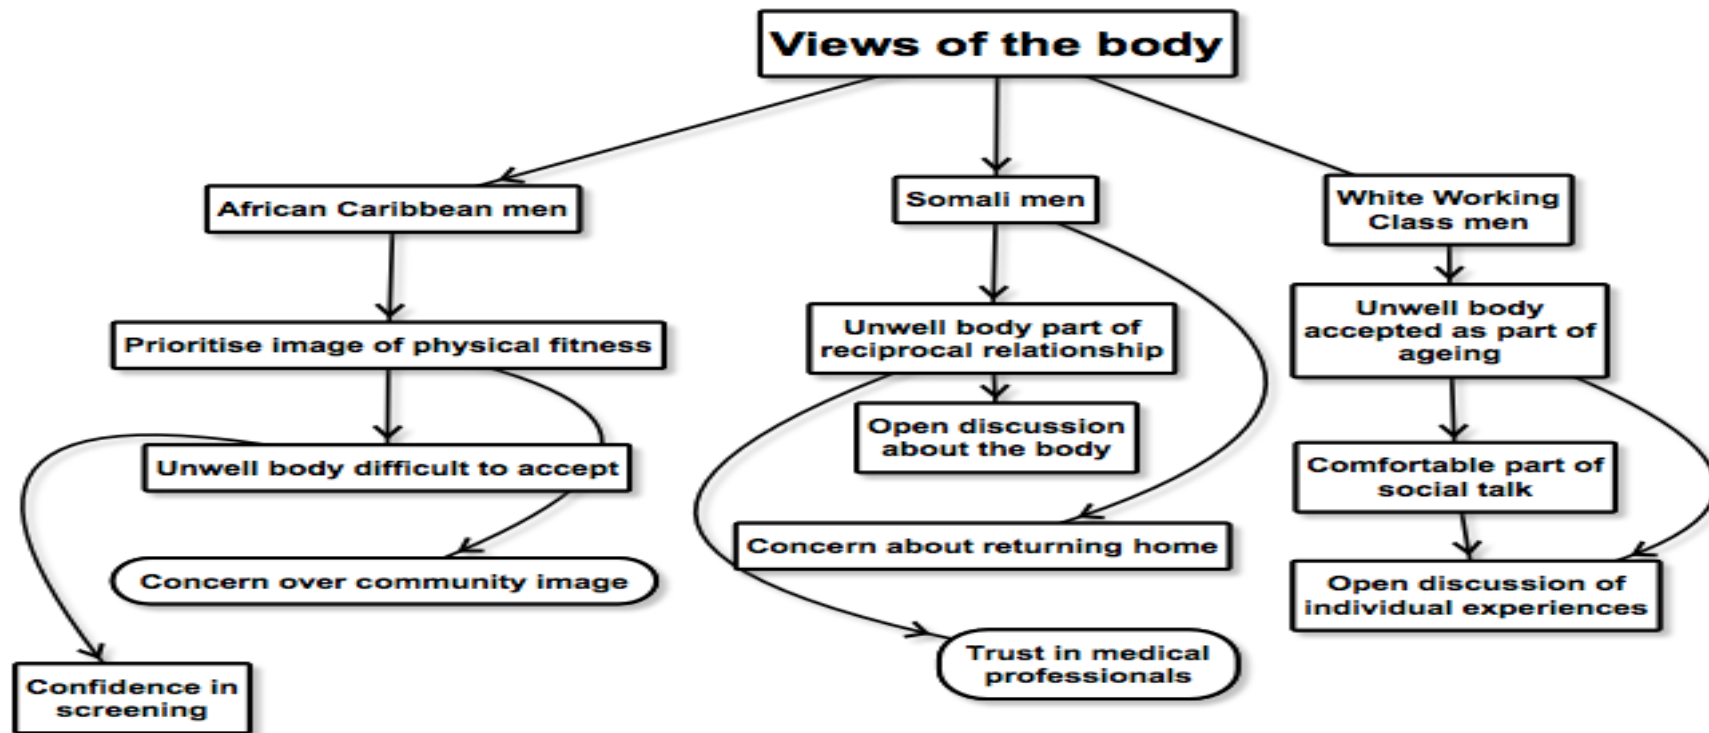 Views of the body
African Caribbean men
Somali men
White Working
Class men
Prioritise image of physical fitness
Unwell body part of
reciprocal relationship
Unwell body
accepted as part of
ageing
Unwell body difficult to accept
Open discussion
about the body
Comfortable part of
social talk
Concern over community image
Concern about returning home
Open discussion of
individual experiences
Confidence in
screening
Trust in medical
professionals